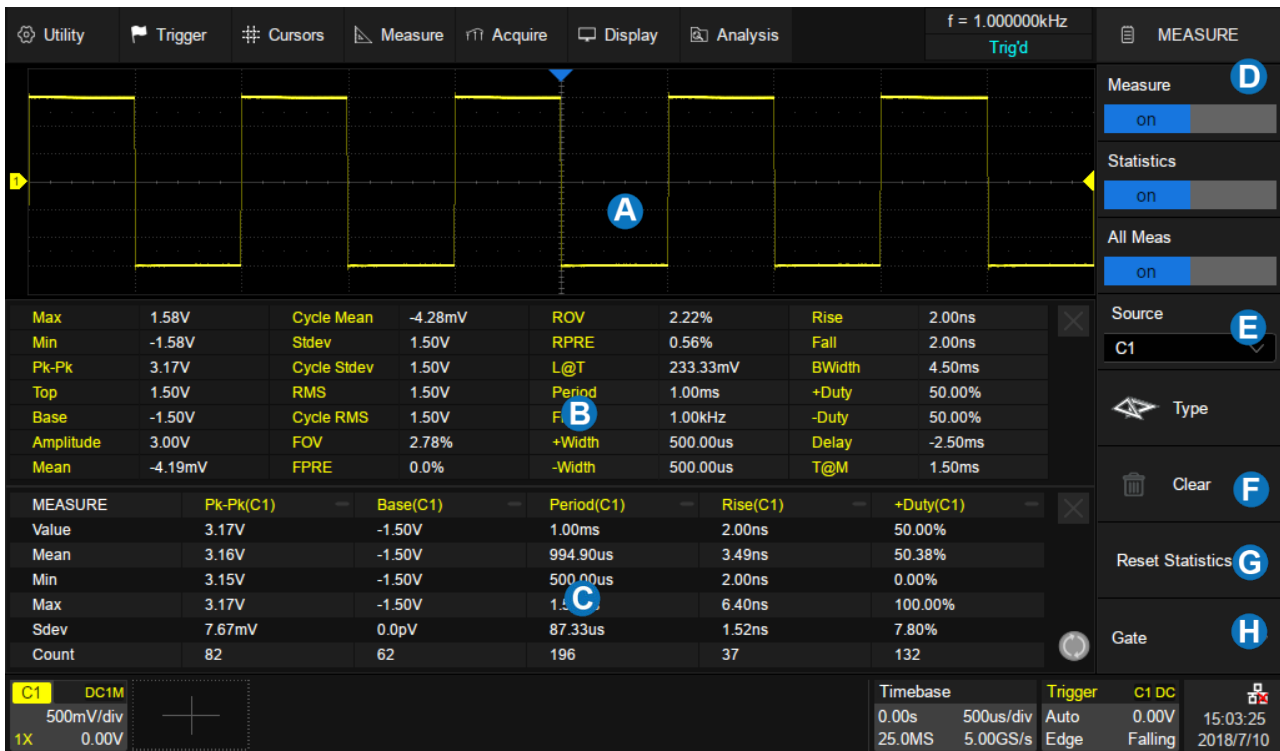 Utility Trigger Cursors Measure Acquire Display Analysis f = 1.000000kHz MEASURE
Trig'd
D
Measure
on
Statistics
on
All Meas
on
1
A
Max 1.58V Cycle Mean -4.28mV ROV 2.22% Rise 2.00ns
Min -1.58V Stdev 1.50V RPRE 0.56% Fall 2.00ns
Pk-Pk 3.17V Cycle Stdev 1.50V L@T 233.33mV BWidth 4.50ms
Top 1.50V RMS 1.50V Period 1.00ms +Duty 50.00%
Base -1.50V Cycle RMS 1.50V B 1.00kHz -Duty 50.00%
Amplitude 3.00V FOV 2.78% +Width 500.00us Delay -2.50ms
Mean -4.19mV FPRE 0.0% -Width 500.00us T@M 1.50ms
Source
E
C1
Type
Clear
F
Reset Statistics
G
Gate
H
MEASURE Pk-Pk(C1) Base(C1) Period(C1) Rise(C1) +Duty(C1)
Value 3.17V -1.50V 1.00ms 2.00ns 50.00%
Mean 3.16V -1.50V 994.90us 3.49ns 50.38%
Min 3.15V -1.50V 500.00us 2.00ns 0.00%
Max 3.17V -1.50V C 6.40ns 100.00%
Sdev 7.67mV 0.0pV 87.33us 1.52ns 7.80%
Count 82 62 196 37 132
C1 DC1M
500mV/div
1X 0.00V
Timebase
0.00s 500us/div
25.0MS 5.00GS/s
Trigger C1 DC
Auto 0.00V
Edge Falling
15:03:25
2018/7/10